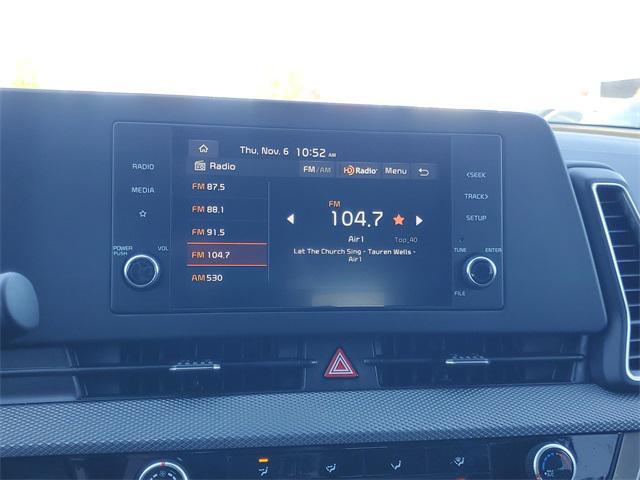 Thu, Nov. 6 10:52 AM
RADIO
MEDIA
POWER PUSH VOL
Radio FM/AM HD Radio Menu
FM 87.5
FM 88.1
FM 91.5
FM 104.7
AM 530
FM
104.7
Air1 Top_40
Let The Church Sing - Tauren Wells -
Air1
<SEEK
TRACK>
SETUP
TUNE ENTER
FILE